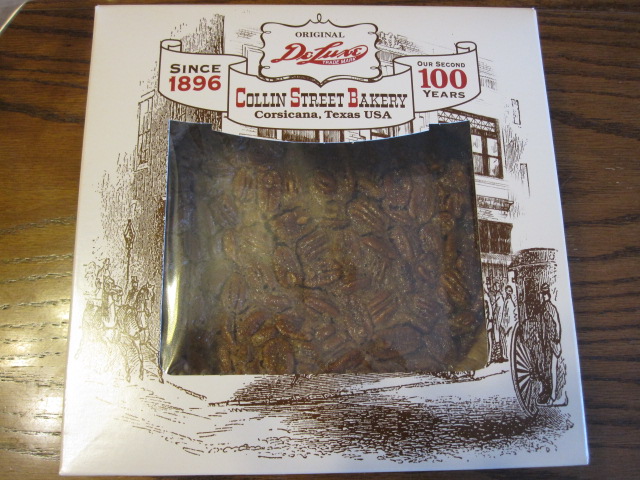 ORIGINAL
DeLuxe
TRADE MARK
SINCE
1896
OUR SECOND
100
YEARS
COLLIN STREET BAKERY
Corsicana, Texas USA